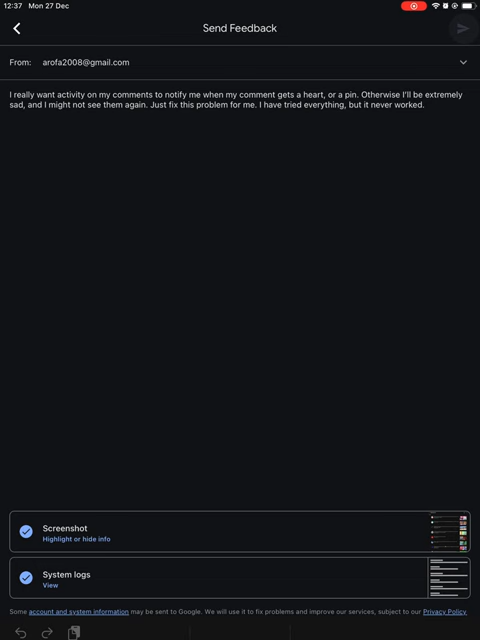 12:37 Mon 27 Dec
Send Feedback
From: arofa2008@gmail.com
I really want activity on my comments to notify me when my comment gets a heart, or a pin. Otherwise I'll be extremely
sad, and I might not see them again. Just fix this problem for me. I have tried everything, but it never worked.
Screenshot
Highlight or hide info
System logs
View
Some account and system information may be sent to Google. We will use it to fix problems and improve our services, subject to our Privacy Policy